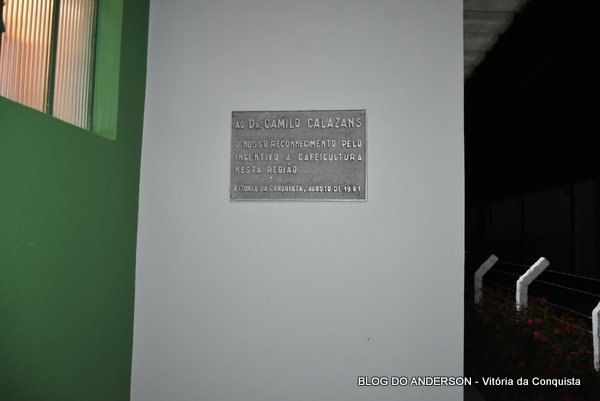 AO DR. CAMILO CALAZANS
O NOSSO RECONHECIMENTO PELO
INCENTIVO A CAFEICULTURA
NESTA REGIÃO.
VITÓRIA DA CONQUISTA, AGOSTO DE 1981
BLOG DO ANDERSON - Vitória da Conquista